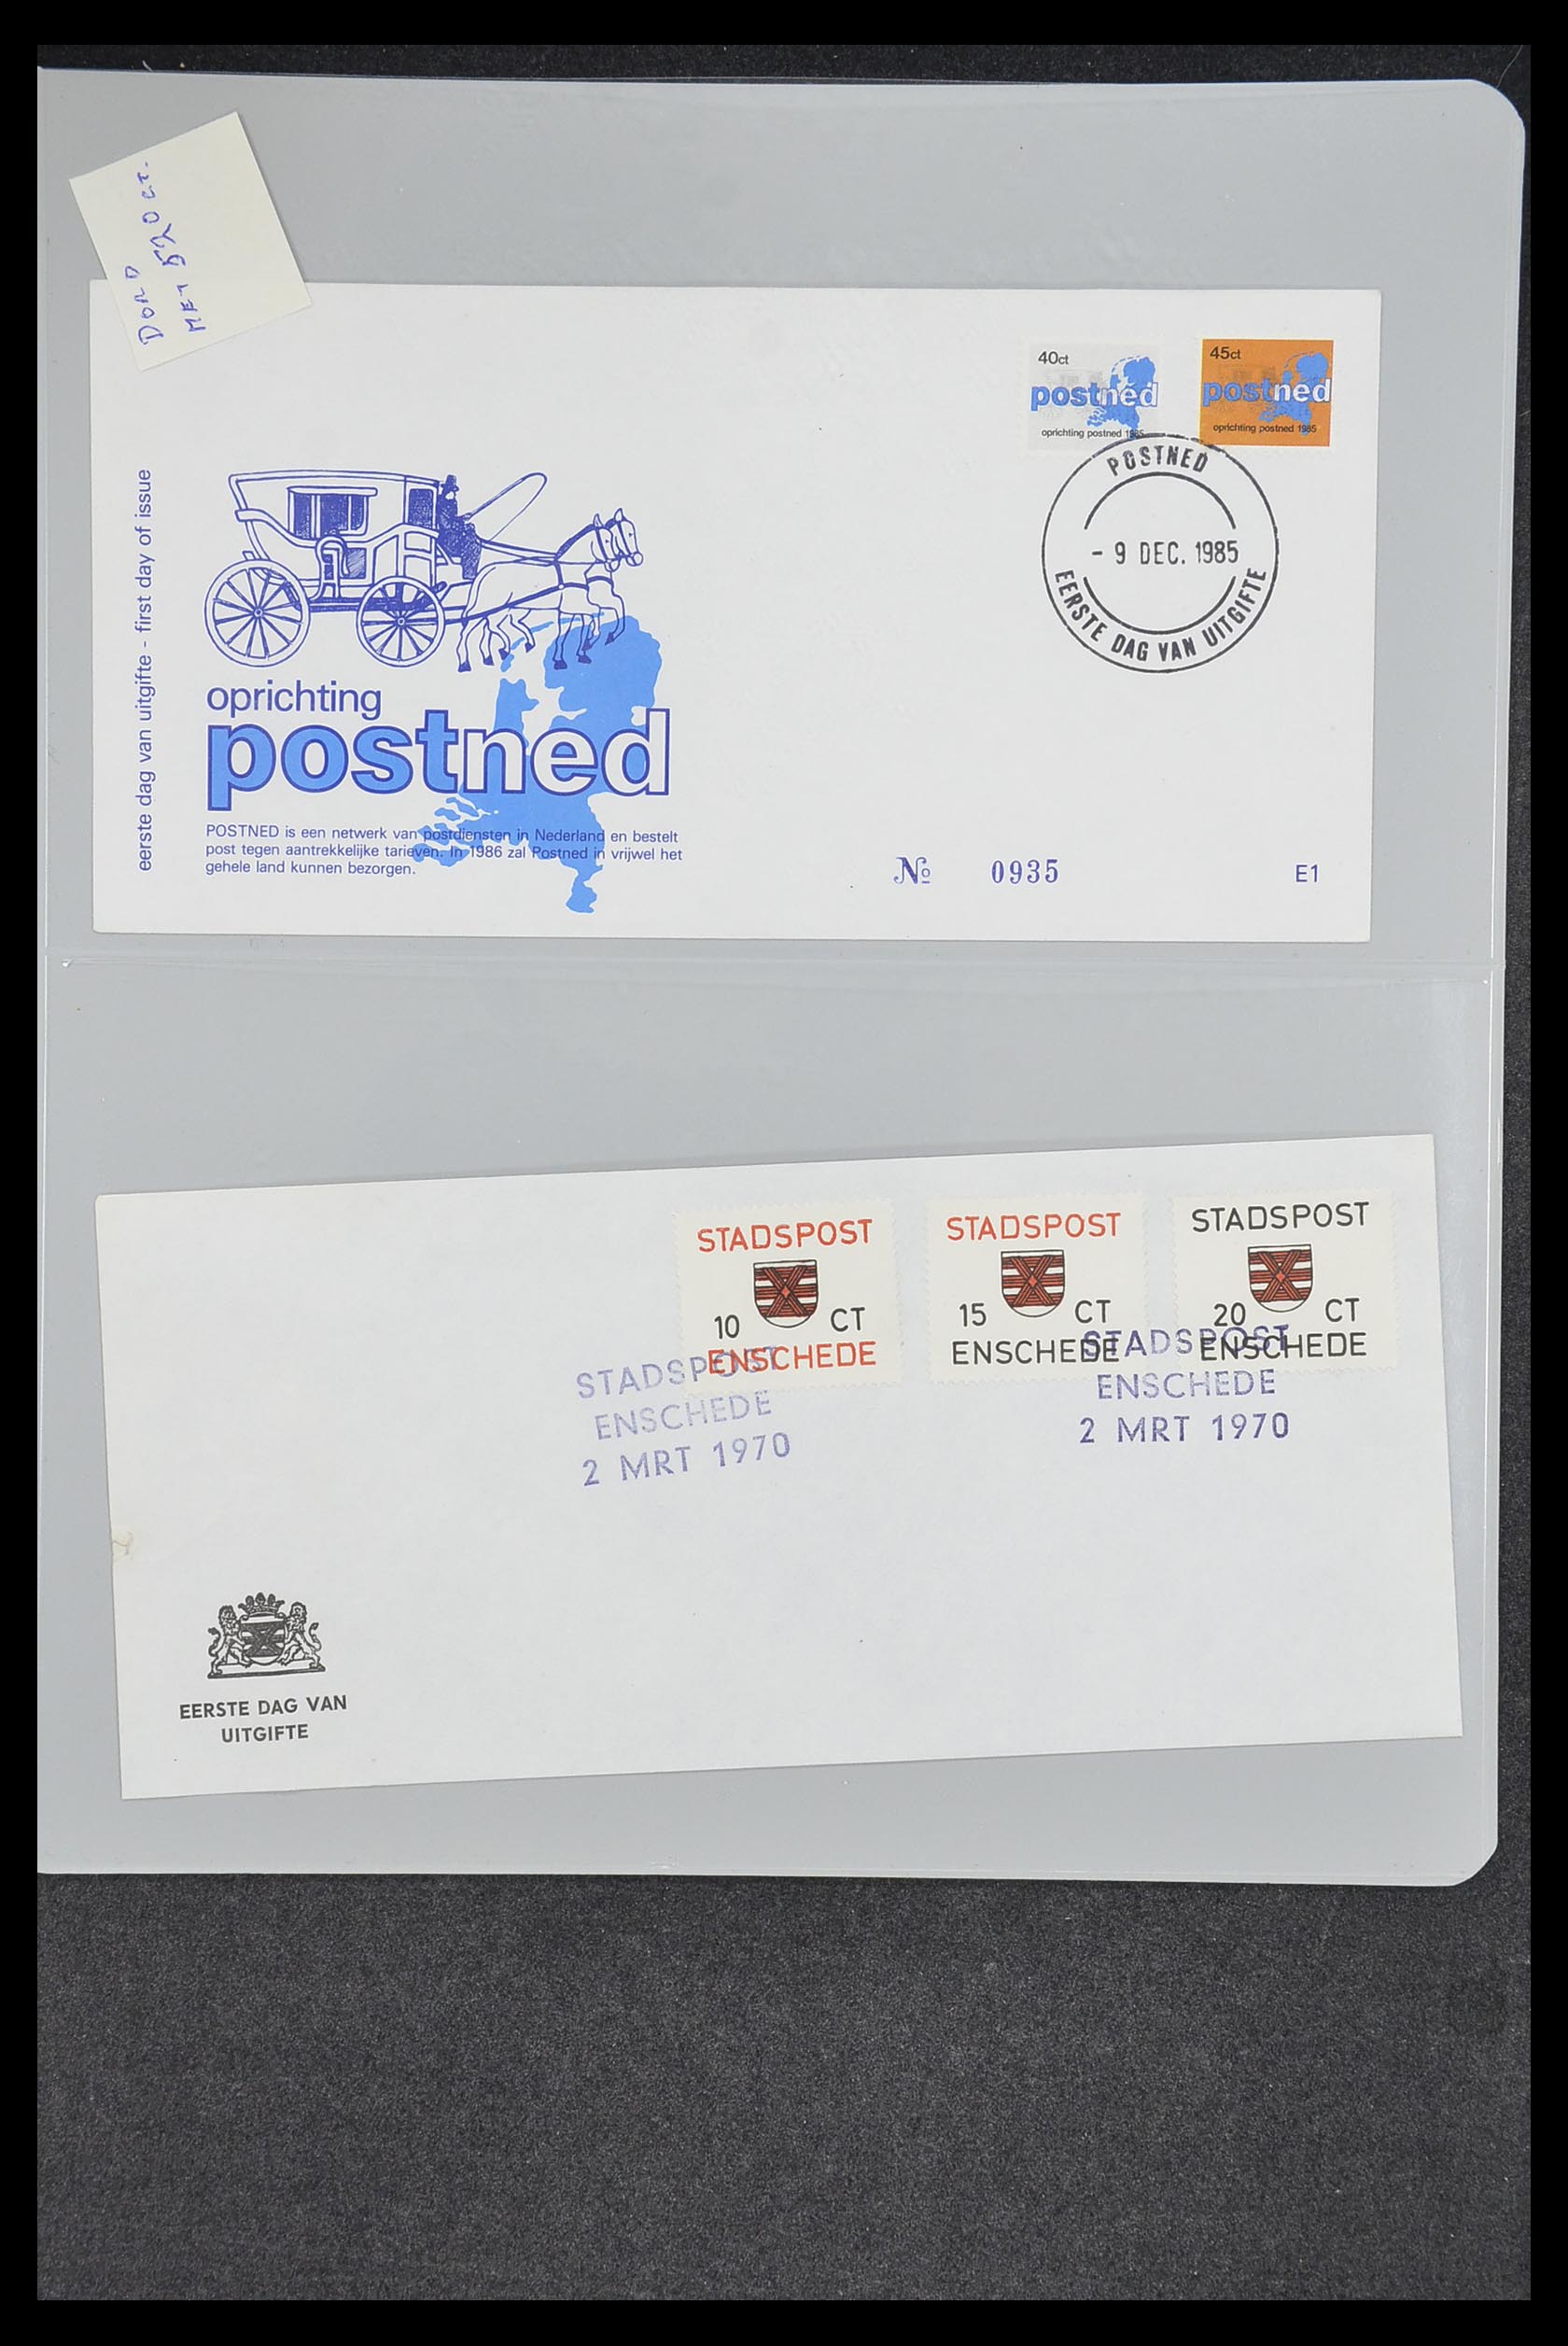 DORD
MET 520 CT.
40ct
postned
oprichting postned 1985
45ct
postned
oprichting postned 1985
POSTNED
- 9 DEC. 1985
EERSTE DAG VAN UITGIFTE
eerste dag van uitgifte - first day of issue
oprichting
postned
POSTNED is een netwerk van postdiensten in Nederland en bestelt
post tegen aantrekkelijke tarieven. In 1986 zal Postned in vrijwel het
gehele land kunnen bezorgen.
№ 0935
E1
STADSPOST
10 CT
ENSCHEDE
STADSPOST
15 CT
ENSCHEDE
STADSPOST
20 CT
ENSCHEDE
STADSPOST
ENSCHEDE
2 MRT 1970
STADSPOST
ENSCHEDE
2 MRT 1970
EERSTE DAG VAN
UITGIFTE